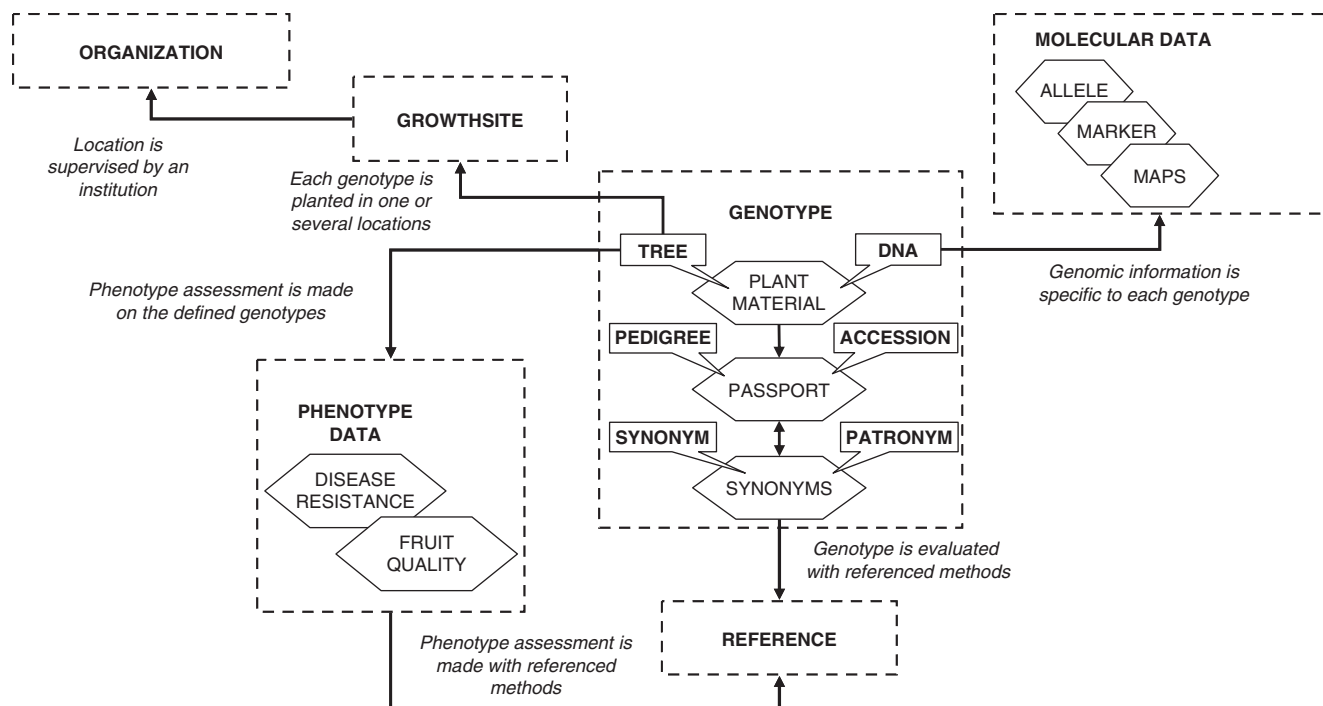 ORGANIZATION
MOLECULAR DATA
ALLELE
MARKER
MAPS
GROWTHSITE
Location is
supervised by an
institution
Each genotype is
planted in one or
several locations
GENOTYPE
TREE
DNA
PLANT
MATERIAL
Genomic information is
specific to each genotype
Phenotype assessment is made
on the defined genotypes
PEDIGREE
ACCESSION
PASSPORT
PHENOTYPE
DATA
SYNONYM
PATRONYM
SYNONYMS
DISEASE
RESISTANCE
FRUIT
QUALITY
Genotype is evaluated
with referenced methods
REFERENCE
Phenotype assessment is
made with referenced
methods